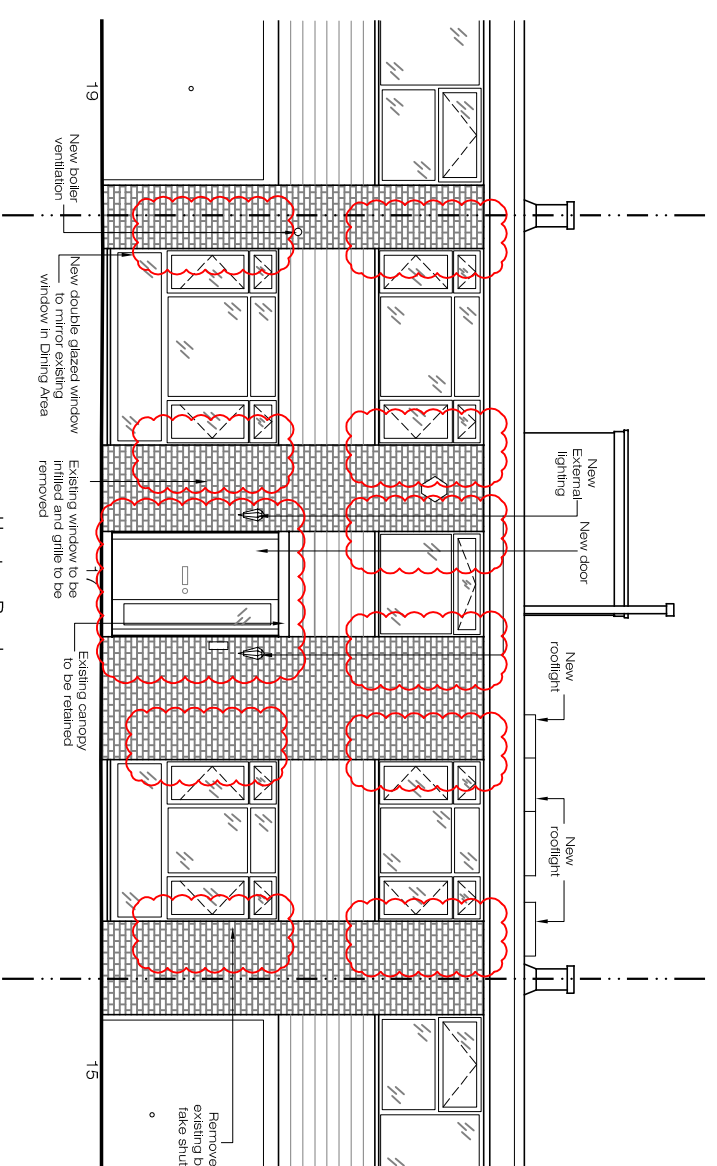 New
External
lighting
New door
New
rooflight
New
rooflight
19
New boiler
ventilation
New double glazed window
to mirror existing
window in Dining Area
Existing window to be
infilled and grille to be
removed
17
Existing canopy
to be retained
15
Remove
existing b
fake shut